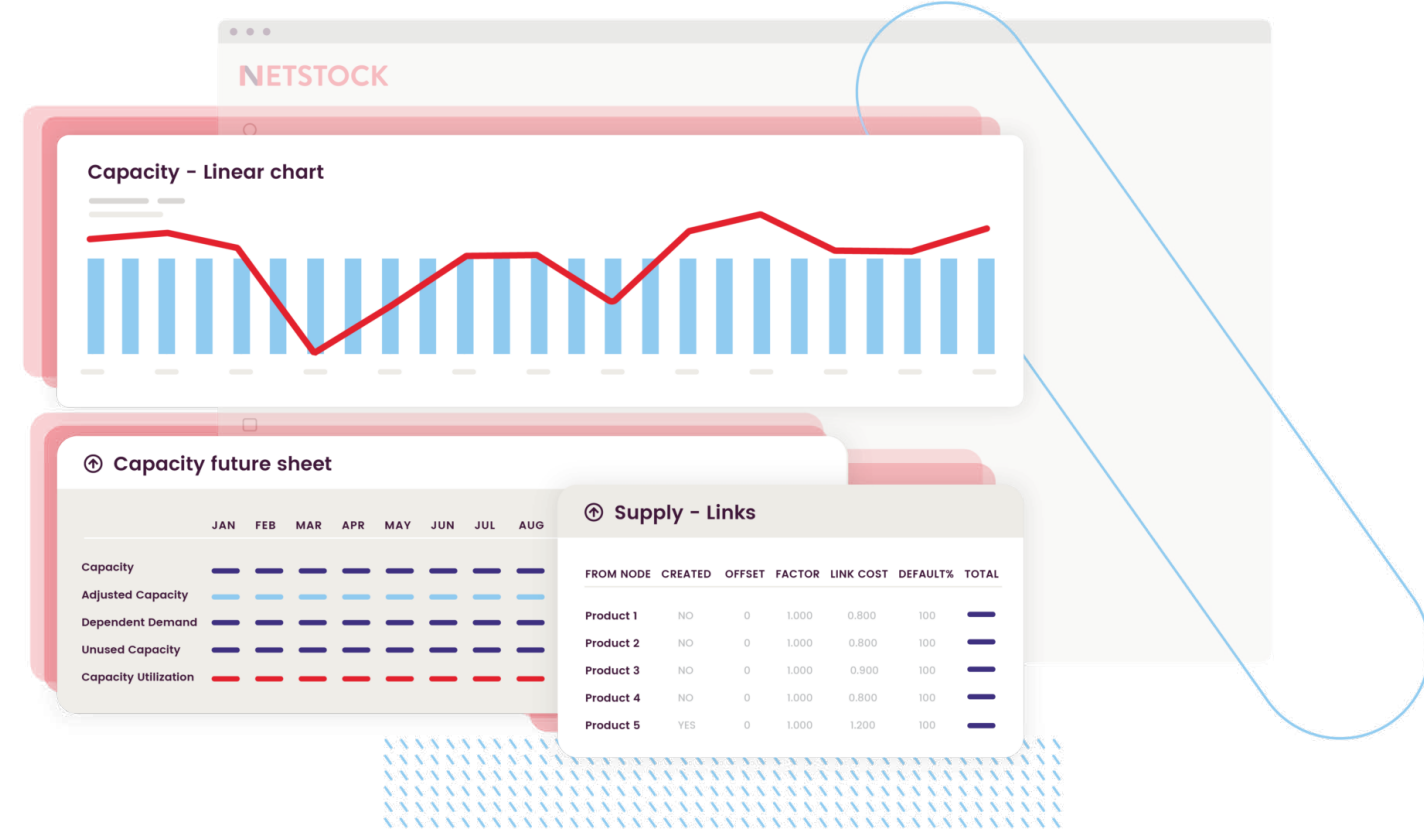 NETSTOCK
Capacity - Linear chart
Capacity future sheet
JAN FEB MAR APR MAY JUN JUL AUG
Capacity
Adjusted Capacity
Dependent Demand
Unused Capacity
Capacity Utilization
Supply - Links
FROM NODE CREATED OFFSET FACTOR LINK COST DEFAULT% TOTAL
Product 1 NO 0 1.000 0.800 100
Product 2 NO 0 1.000 0.800 100
Product 3 NO 0 1.000 0.900 100
Product 4 NO 0 1.000 0.800 100
Product 5 YES 0 1.000 1.200 100